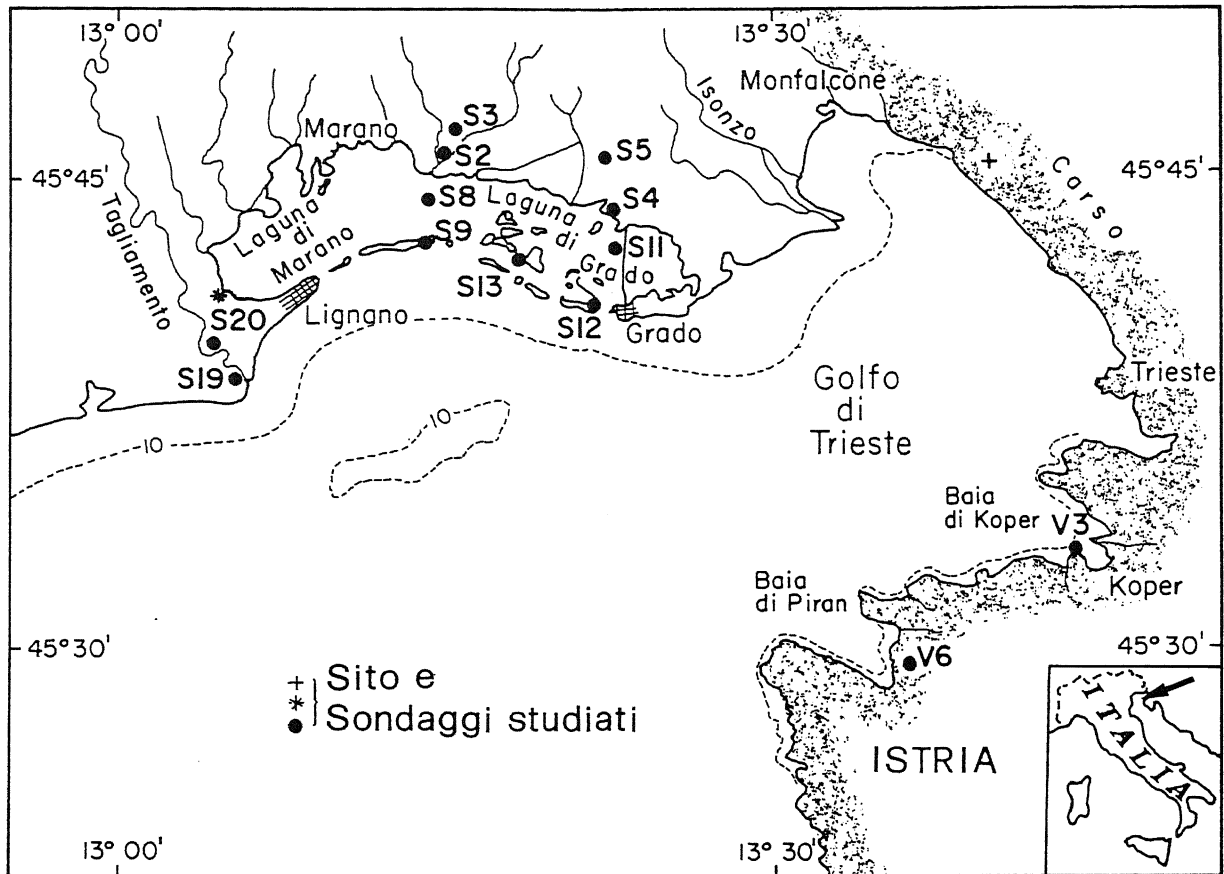 13° 00'
13° 30'
Monfalcone
Isonzo
S3
Marano
S2
S5
45° 45'
45° 45'
Carso
Tagliamento
S8
Laguna
di
Marano
Laguna
di
Grado
S4
S9
S11
S13
S20
Lignano
S12
Grado
S19
Golfo
di
Trieste
Trieste
10
10
Baia
di Koper
V3
Baia
di Piran
Koper
45° 30'
45° 30'
V6
+ Sito e
*
● Sondaggi studiati
ISTRIA
ITALIA
13° 00'
13° 30'